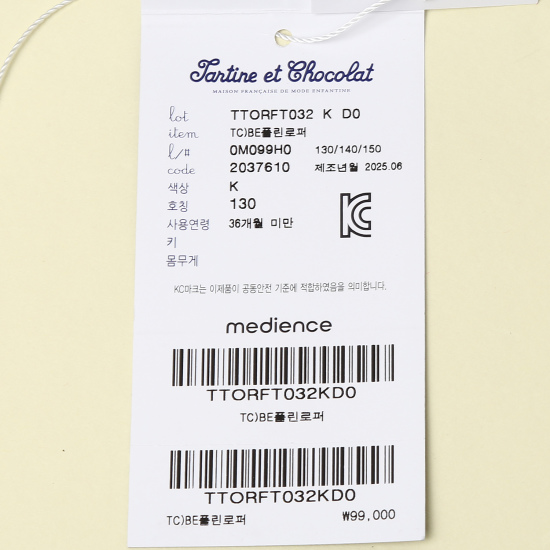 Tartine et Chocolat
MAISON FRANÇAISE DE MODE ENFANTINE
lot TTORFT032 K D0
item TC)BE플린로퍼
l/# 0M099H0 130/140/150
code 2037610 제조년월 2025.06
색상 K
호칭 130
사용연령 36개월 미만
키
몸무게
KC마크는 이제품이 공동안전 기준에 적합하였음을 의미합니다.
medience
TTORFT032KD0
TC)BE플린로퍼
TTORFT032KD0
TC)BE플린로퍼 ₩99,000